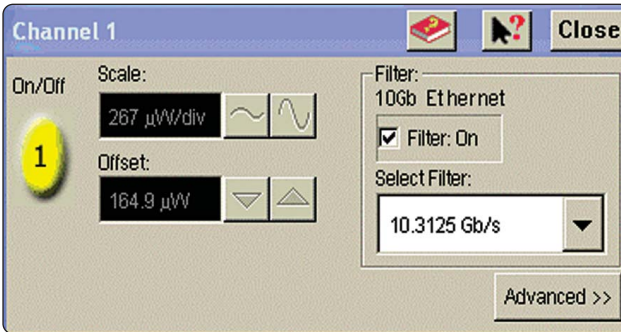 Channel 1
?
Close
On/Off
1
Scale:
267 µW/div
Offset:
164.9 µW
Filter:
10Gb Ethernet
Filter: On
Select Filter:
10.3125 Gb/s
Advanced >>